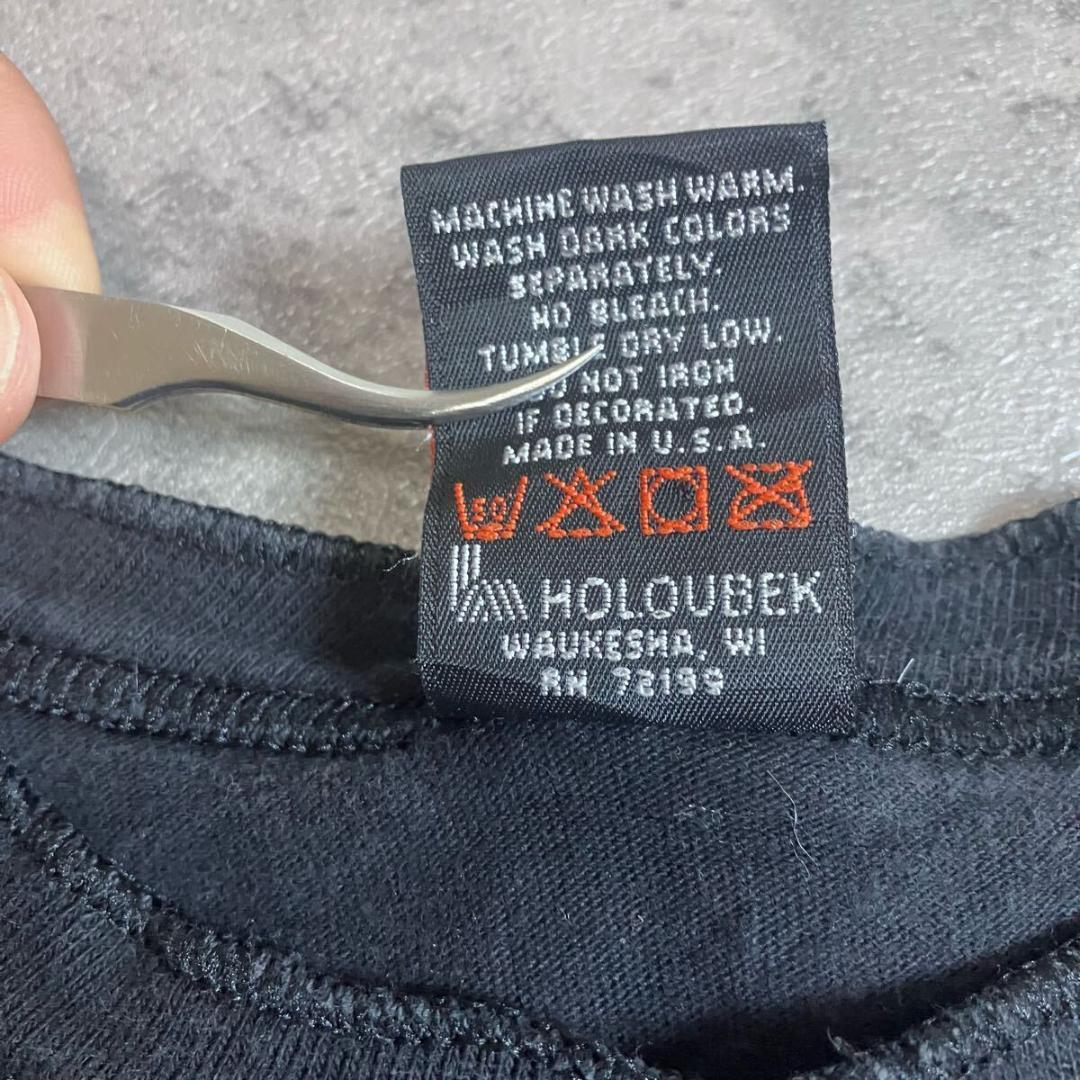 MACHINE WASH WARM.
WASH DARK COLORS
SEPARATELY.
NO BLEACH.
TUMBLE DRY LOW.
NOT IRON
IF DECORATED.
MADE IN U.S.A.
50
HOLOUBEK
WAUKESHA, WI
RN 72199